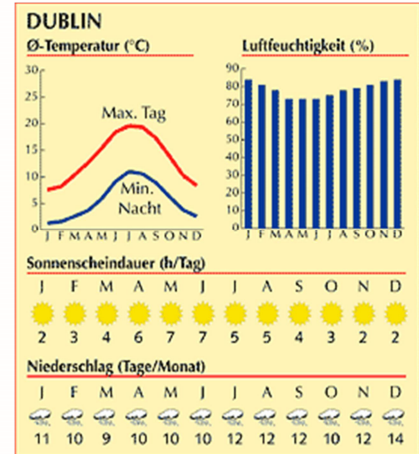 DUBLIN
Ø-Temperatur (°C)
30
20
15
10
5
0
Max. Tag
Min.
Nacht
J F M A M J J A S O N D
Luftfeuchtigkeit (%)
90
80
70
60
50
40
30
20
10
0
J F M A M J J A S O N D
Sonnenscheindauer (h/Tag)
J F M A M J J A S O N D
2 3 4 6 7 7 5 5 4 3 2 2
Niederschlag (Tage/Monat)
J F M A M J J A S O N D
11 10 9 10 10 10 12 12 12 10 12 14